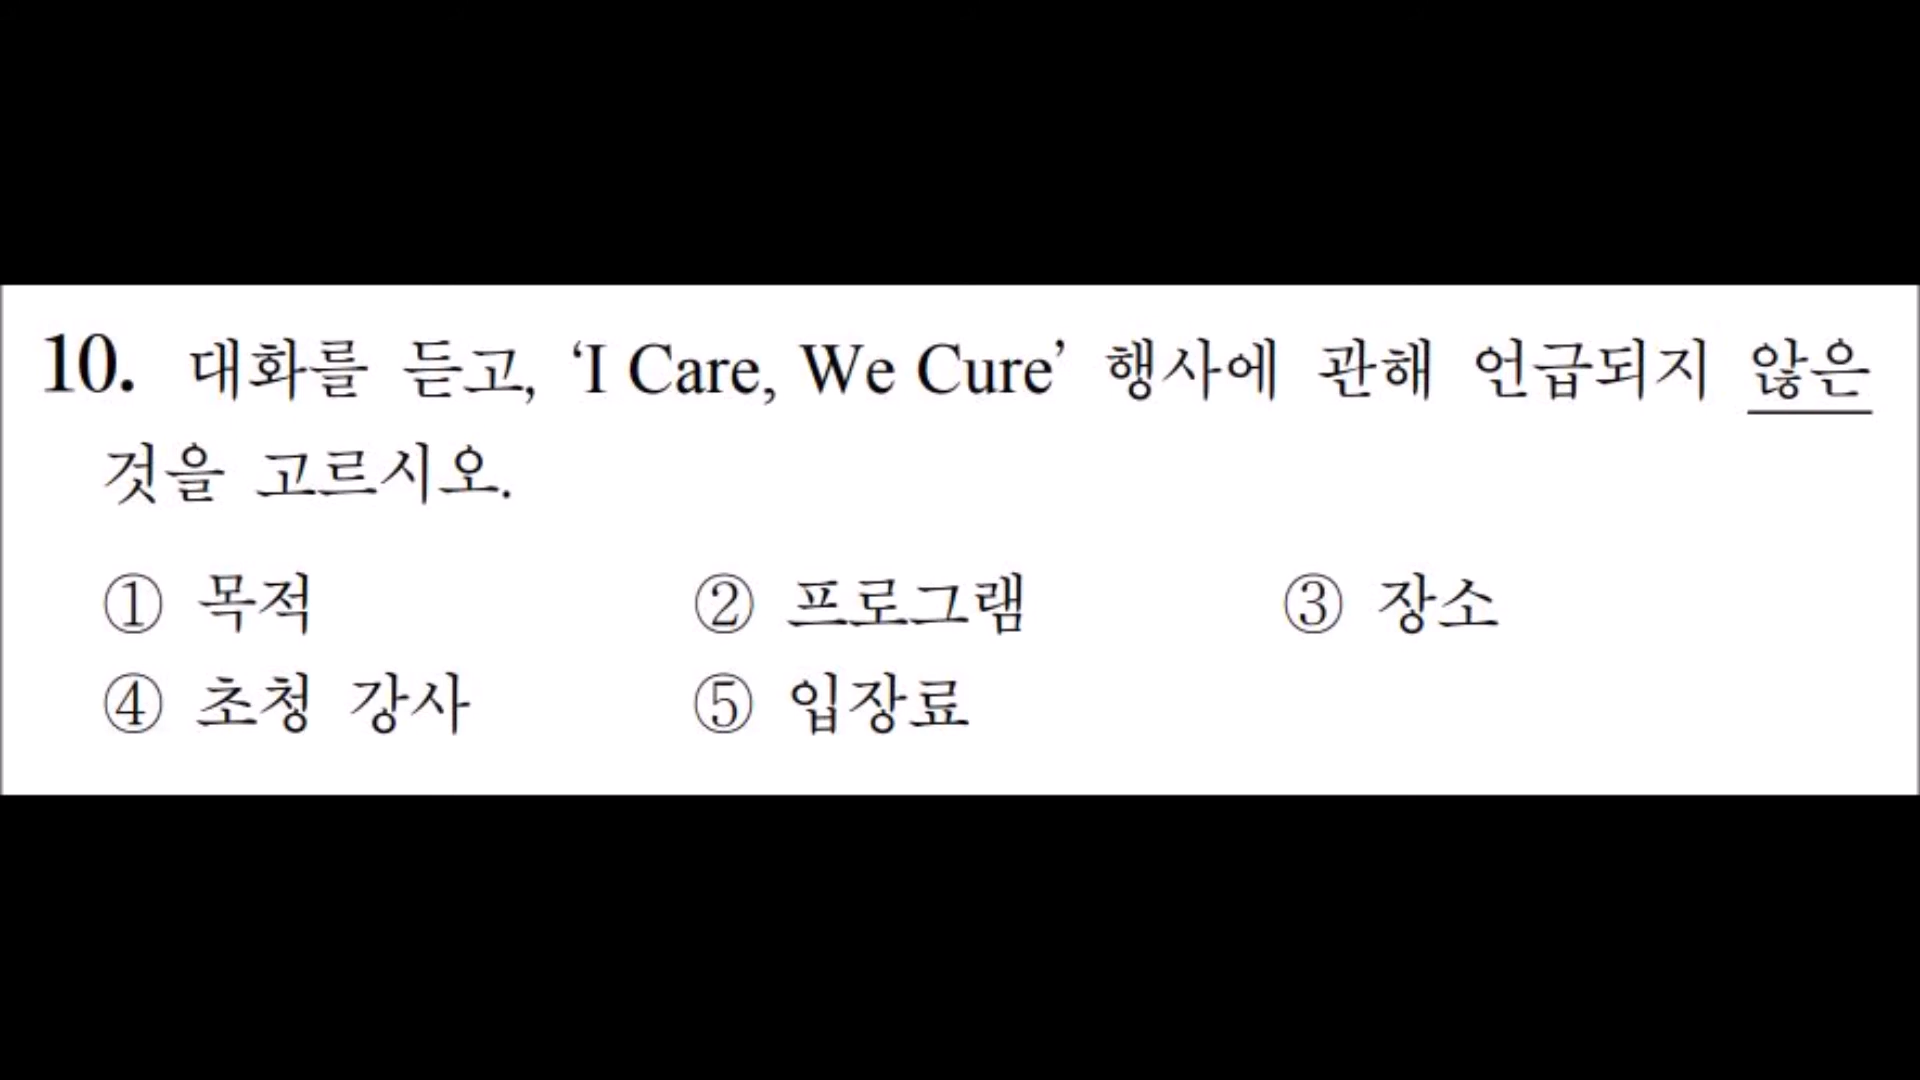 10. 대화를 듣고, ‘I Care, We Cure’ 행사에 관해 언급되지 않은
것을 고르시오.
① 목적 ② 프로그램 ③ 장소
④ 초청 강사 ⑤ 입장료